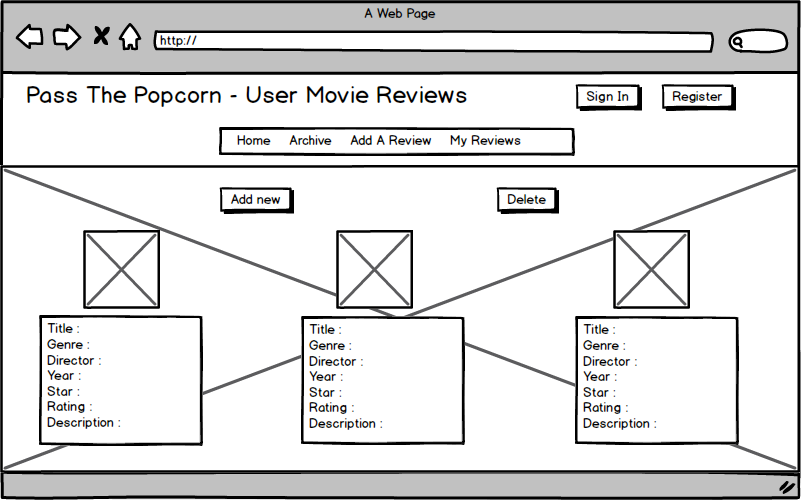 A Web Page
http://
Pass The Popcorn - User Movie Reviews
Sign In
Register
Home Archive Add A Review My Reviews
Add new
Delete
Title :
Genre :
Director :
Year :
Star :
Rating :
Description :
Title :
Genre :
Director :
Year :
Star :
Rating :
Description :
Title :
Genre :
Director :
Year :
Star :
Rating :
Description :